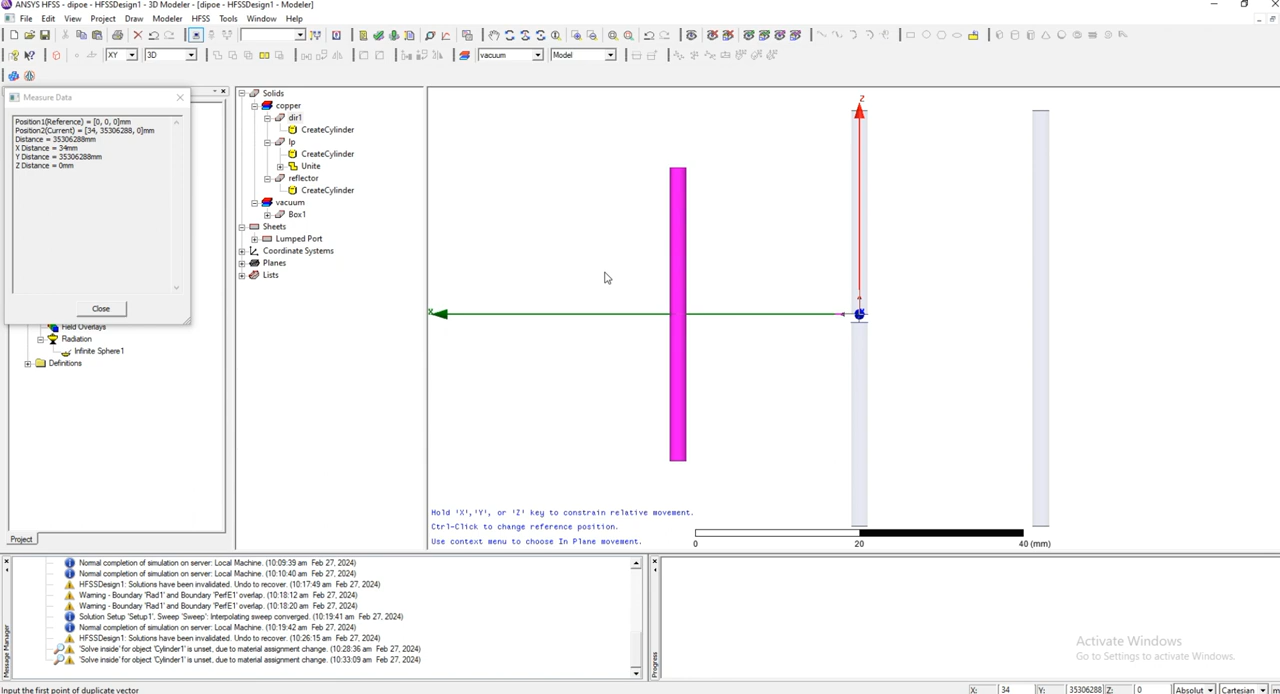 ANSYS HFSS - dipoe - HFSSDesign1 - 3D Modeler - [dipoe - HFSSDesign1 - Modeler]
File Edit View Project Draw Modeler HFSS Tools Window Help
XY 3D vacuum Model
Measure Data
Position1(Reference) = [0, 0, 0]mm
Position2(Current) = [34, 35306288, 0]mm
Distance = 35306288mm
X Distance = 34mm
Y Distance = 35306288mm
Z Distance = 0mm
Close
Field Overlays
Radiation
Infinite Sphere1
Definitions
Project
Solids
copper
dir1
CreateCylinder
lp
CreateCylinder
Unite
reflector
CreateCylinder
vacuum
Box1
Sheets
Lumped Port
Coordinate Systems
Planes
Lists
Z
Hold 'X','Y', or 'Z' key to constrain relative movement.
Ctrl-Click to change reference position.
Use context menu to choose In Plane movement.
0 20 40 (mm)
Message Manager
Normal completion of simulation on server: Local Machine. (10:09:39 am Feb 27, 2024)
Normal completion of simulation on server: Local Machine. (10:10:40 am Feb 27, 2024)
HFSSDesign1: Solutions have been invalidated. Undo to recover. (10:17:49 am Feb 27, 2024)
Warning - Boundary 'Rad1' and Boundary 'PerfE1' overlap. (10:18:12 am Feb 27, 2024)
Warning - Boundary 'Rad1' and Boundary 'PerfE1' overlap. (10:18:20 am Feb 27, 2024)
Solution Setup 'Setup1', Sweep 'Sweep': Interpolating sweep converged. (10:19:41 am Feb 27, 2024)
Normal completion of simulation on server: Local Machine. (10:19:42 am Feb 27, 2024)
HFSSDesign1: Solutions have been invalidated. Undo to recover. (10:26:15 am Feb 27, 2024)
'Solve inside' for object 'Cylinder1' is unset, due to material assignment change. (10:28:36 am Feb 27, 2024)
'Solve inside' for object 'Cylinder1' is unset, due to material assignment change. (10:33:09 am Feb 27, 2024)
Progress
Activate Windows
Go to Settings to activate Windows.
Input the first point of duplicate vector
X: 34 Y: 35306288 Z: 0 Absolut Cartesian